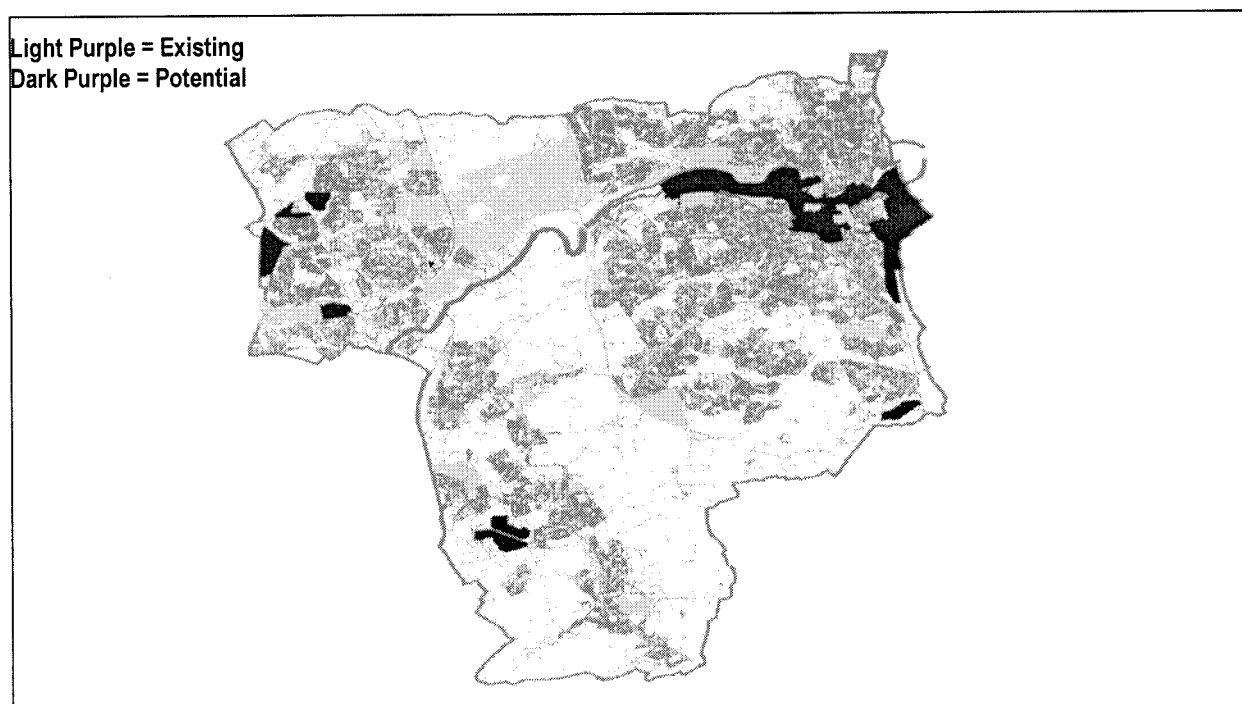 Light Purple = Existing
Dark Purple = Potential